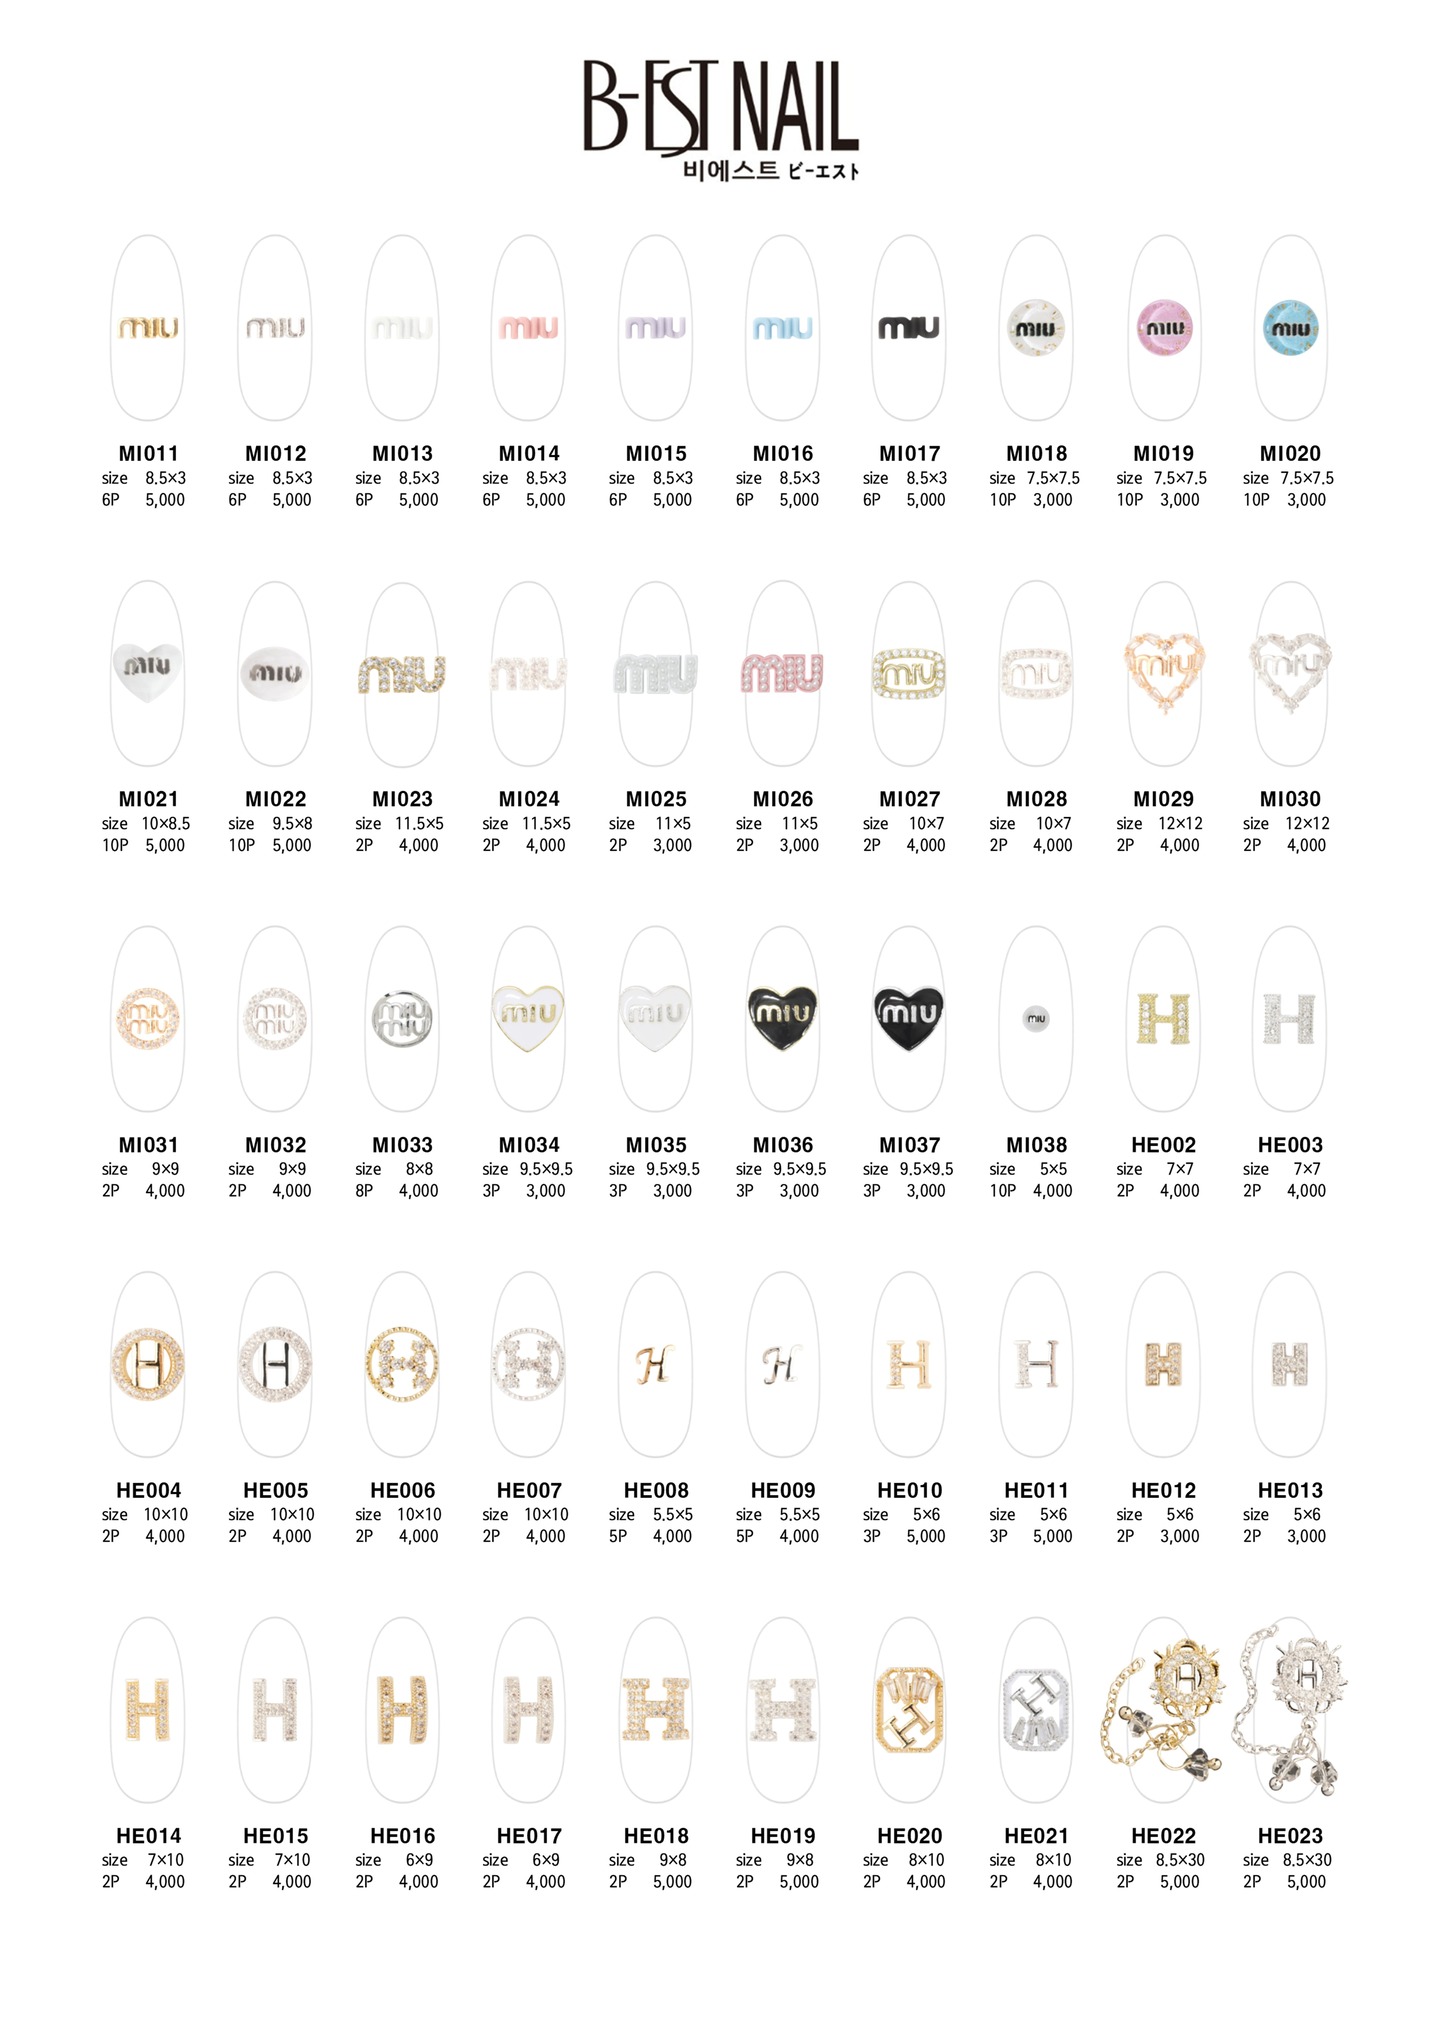 B-EST NAIL
비에스트 ビーエスト
miu miu miu miu miu miu miu miu miu miu
MI011 MI012 MI013 MI014 MI015 MI016 MI017 MI018 MI019 MI020
size 8.5×3 size 8.5×3 size 8.5×3 size 8.5×3 size 8.5×3 size 8.5×3 size 8.5×3 size 7.5×7.5 size 7.5×7.5 size 7.5×7.5
6P 5,000 6P 5,000 6P 5,000 6P 5,000 6P 5,000 6P 5,000 6P 5,000 10P 3,000 10P 3,000 10P 3,000
miu miu miu miu miu miu miu miu miu miu
MI021 MI022 MI023 MI024 MI025 MI026 MI027 MI028 MI029 MI030
size 10×8.5 size 9.5×8 size 11.5×5 size 11.5×5 size 11×5 size 11×5 size 10×7 size 10×7 size 12×12 size 12×12
10P 5,000 10P 5,000 2P 4,000 2P 4,000 2P 3,000 2P 3,000 2P 4,000 2P 4,000 2P 4,000 2P 4,000
miu miu miu miu miu miu miu miu miu miu miu H H
MI031 MI032 MI033 MI034 MI035 MI036 MI037 MI038 HE002 HE003
size 9×9 size 9×9 size 8×8 size 9.5×9.5 size 9.5×9.5 size 9.5×9.5 size 9.5×9.5 size 5×5 size 7×7 size 7×7
2P 4,000 2P 4,000 8P 4,000 3P 3,000 3P 3,000 3P 3,000 3P 3,000 10P 4,000 2P 4,000 2P 4,000
H H H H H H H H H H
HE004 HE005 HE006 HE007 HE008 HE009 HE010 HE011 HE012 HE013
size 10×10 size 10×10 size 10×10 size 10×10 size 5.5×5 size 5.5×5 size 5×6 size 5×6 size 5×6 size 5×6
2P 4,000 2P 4,000 2P 4,000 2P 4,000 5P 4,000 5P 4,000 3P 5,000 3P 5,000 2P 3,000 2P 3,000
H H H H H H H H H H
HE014 HE015 HE016 HE017 HE018 HE019 HE020 HE021 HE022 HE023
size 7×10 size 7×10 size 6×9 size 6×9 size 9×8 size 9×8 size 8×10 size 8×10 size 8.5×30 size 8.5×30
2P 4,000 2P 4,000 2P 4,000 2P 4,000 2P 5,000 2P 5,000 2P 4,000 2P 4,000 2P 5,000 2P 5,000